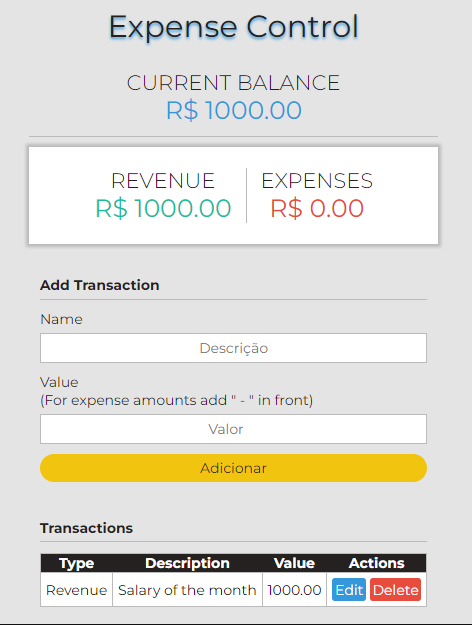 Expense Control
CURRENT BALANCE
R$ 1000.00
REVENUE EXPENSES
R$ 1000.00 R$ 0.00
Add Transaction
Name
Descrição
Value
(For expense amounts add " - " in front)
Valor
Adicionar
Transactions
Type Description Value Actions
Revenue Salary of the month 1000.00 Edit Delete